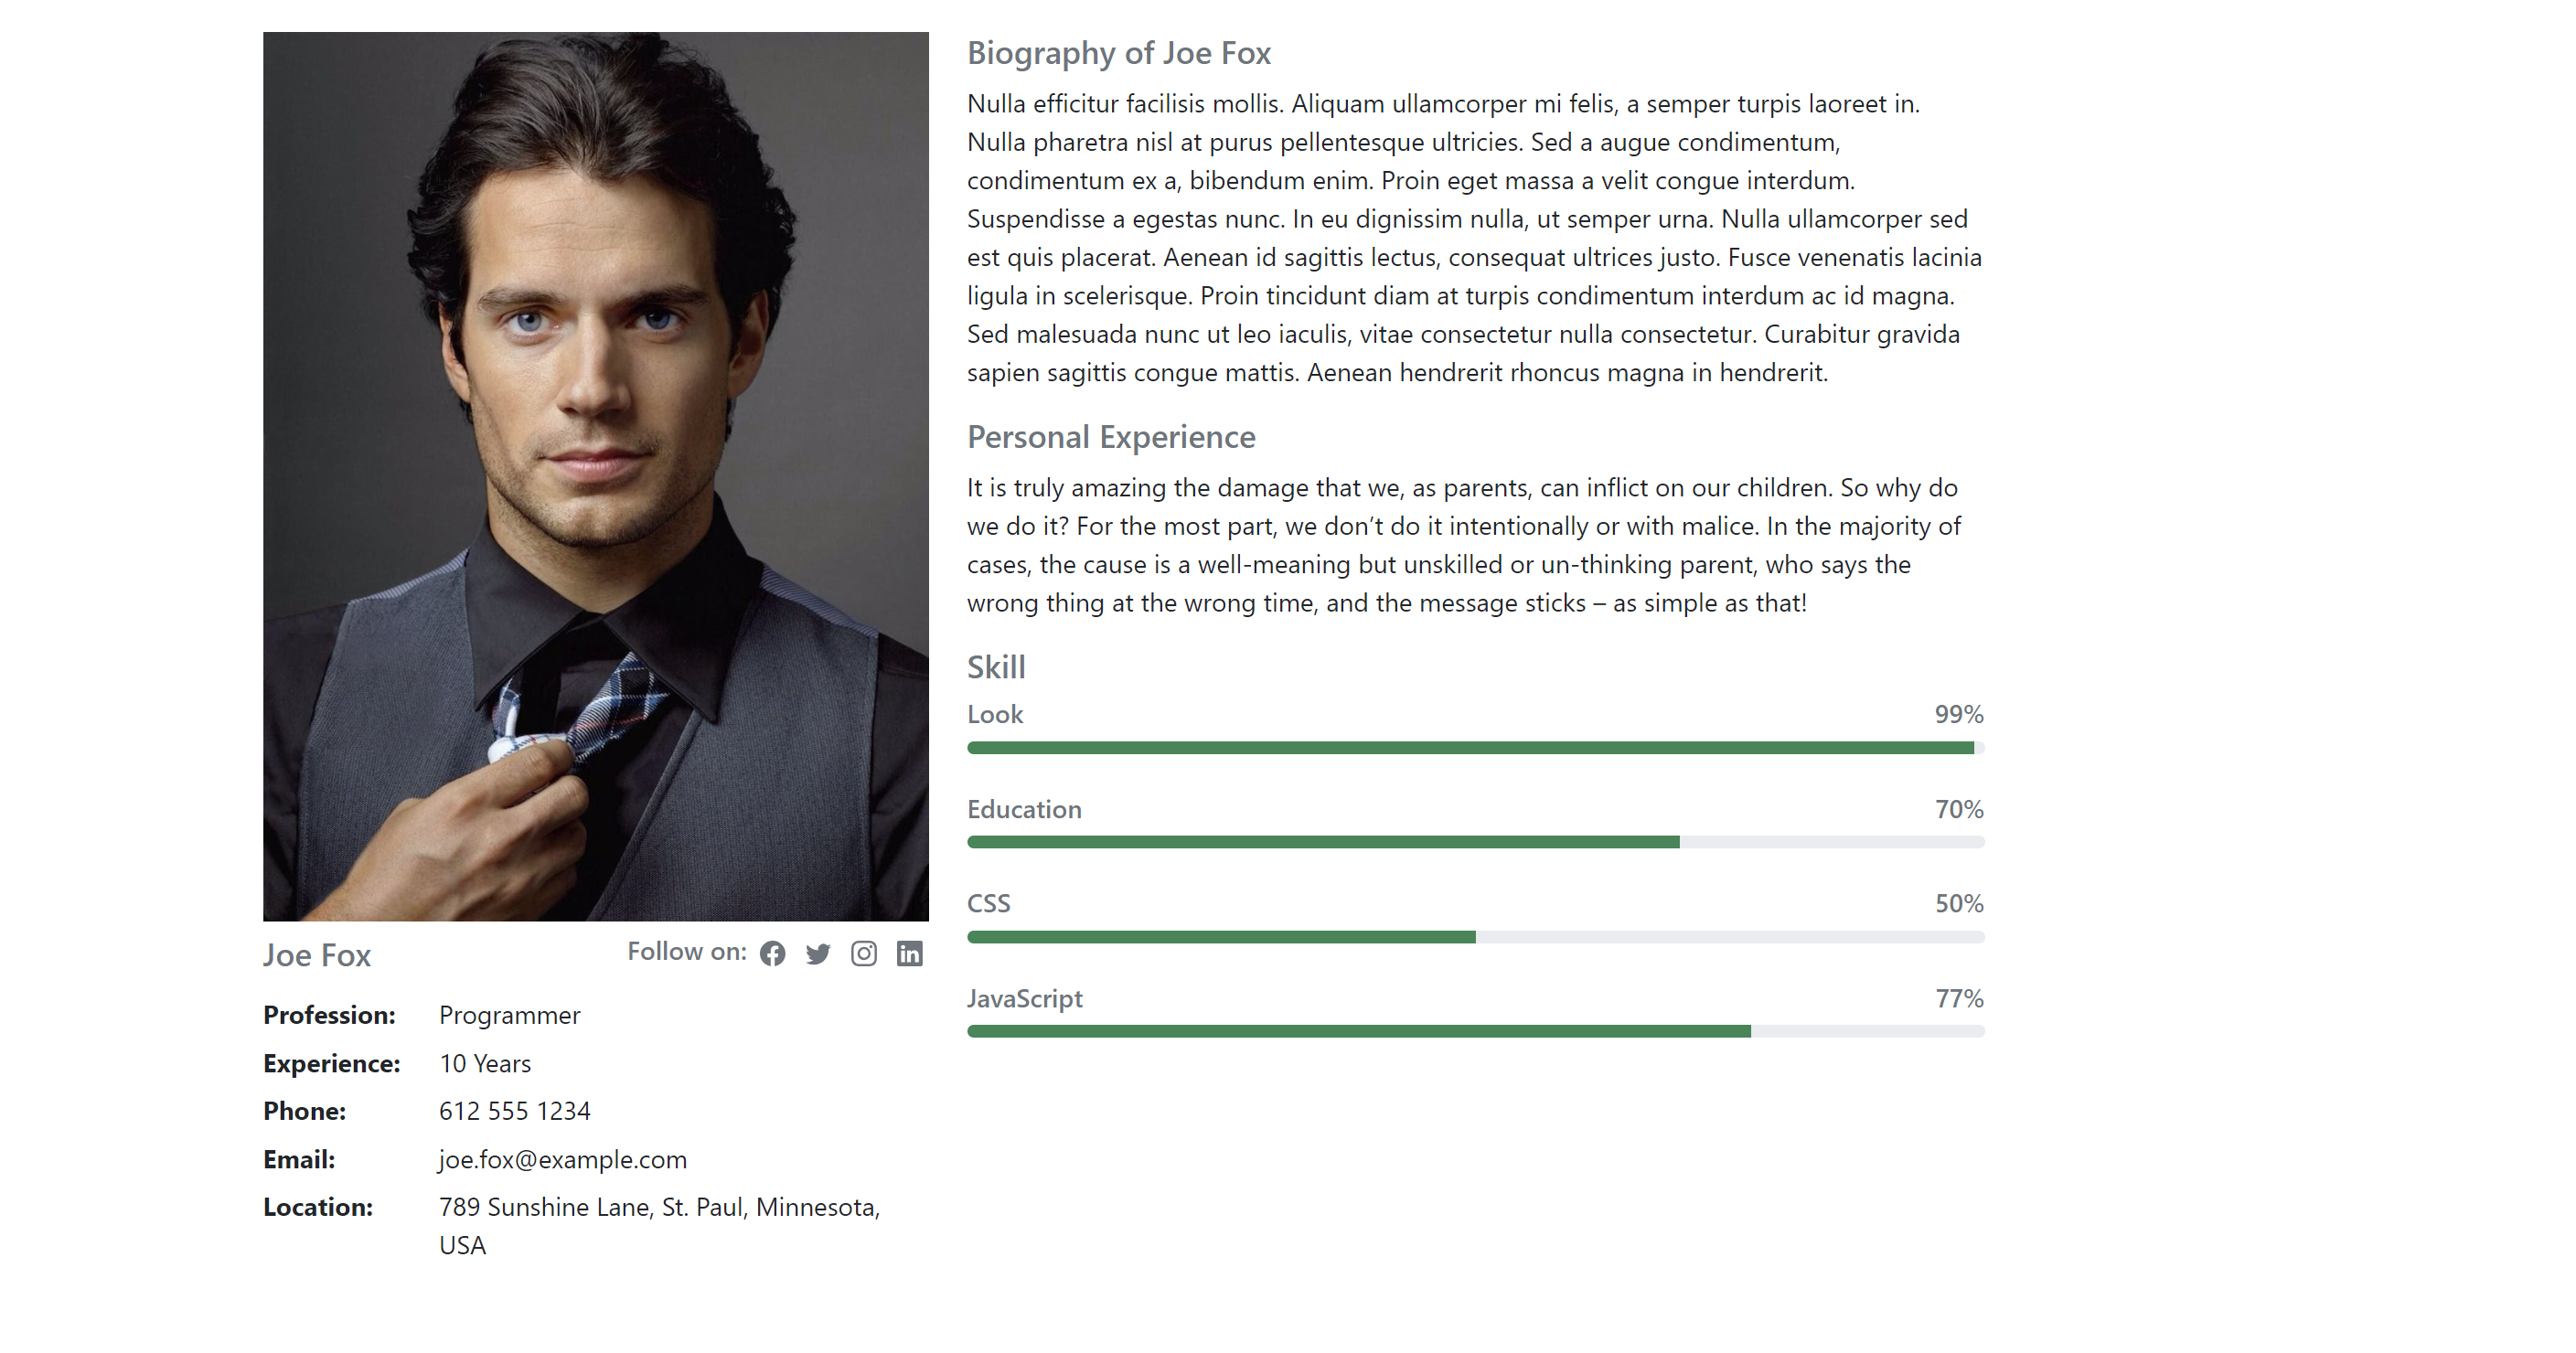 Joe Fox
Follow on:
Profession: Programmer
Experience: 10 Years
Phone: 612 555 1234
Email: joe.fox@example.com
Location: 789 Sunshine Lane, St. Paul, Minnesota,
USA
Biography of Joe Fox
Nulla efficitur facilisis mollis. Aliquam ullamcorper mi felis, a semper turpis laoreet in.
Nulla pharetra nisl at purus pellentesque ultricies. Sed a augue condimentum,
condimentum ex a, bibendum enim. Proin eget massa a velit congue interdum.
Suspendisse a egestas nunc. In eu dignissim nulla, ut semper urna. Nulla ullamcorper sed
est quis placerat. Aenean id sagittis lectus, consequat ultrices justo. Fusce venenatis lacinia
ligula in scelerisque. Proin tincidunt diam at turpis condimentum interdum ac id magna.
Sed malesuada nunc ut leo iaculis, vitae consectetur nulla consectetur. Curabitur gravida
sapien sagittis congue mattis. Aenean hendrerit rhoncus magna in hendrerit.
Personal Experience
It is truly amazing the damage that we, as parents, can inflict on our children. So why do
we do it? For the most part, we don’t do it intentionally or with malice. In the majority of
cases, the cause is a well-meaning but unskilled or un-thinking parent, who says the
wrong thing at the wrong time, and the message sticks – as simple as that!
Skill
Look 99%
Education 70%
CSS 50%
JavaScript 77%